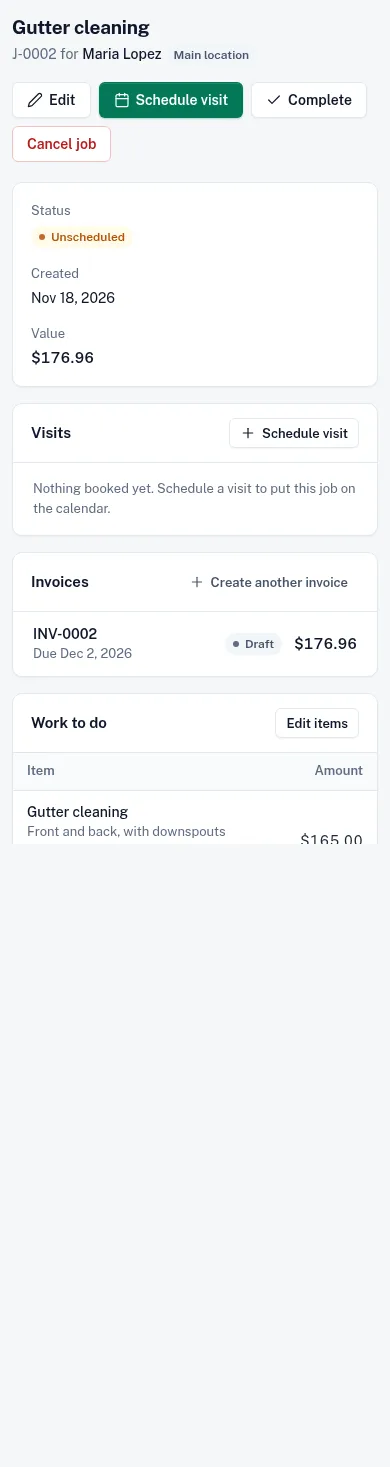 Gutter cleaning
J-0002 for Maria Lopez Main location
Edit Schedule visit Complete
Cancel job
Status
Unscheduled
Created
Nov 18, 2026
Value
$176.96
Visits Schedule visit
Nothing booked yet. Schedule a visit to put this job on
the calendar.
Invoices Create another invoice
INV-0002 Draft $176.96
Due Dec 2, 2026
Work to do Edit items
Item Amount
Gutter cleaning
Front and back, with downspouts
$165.00